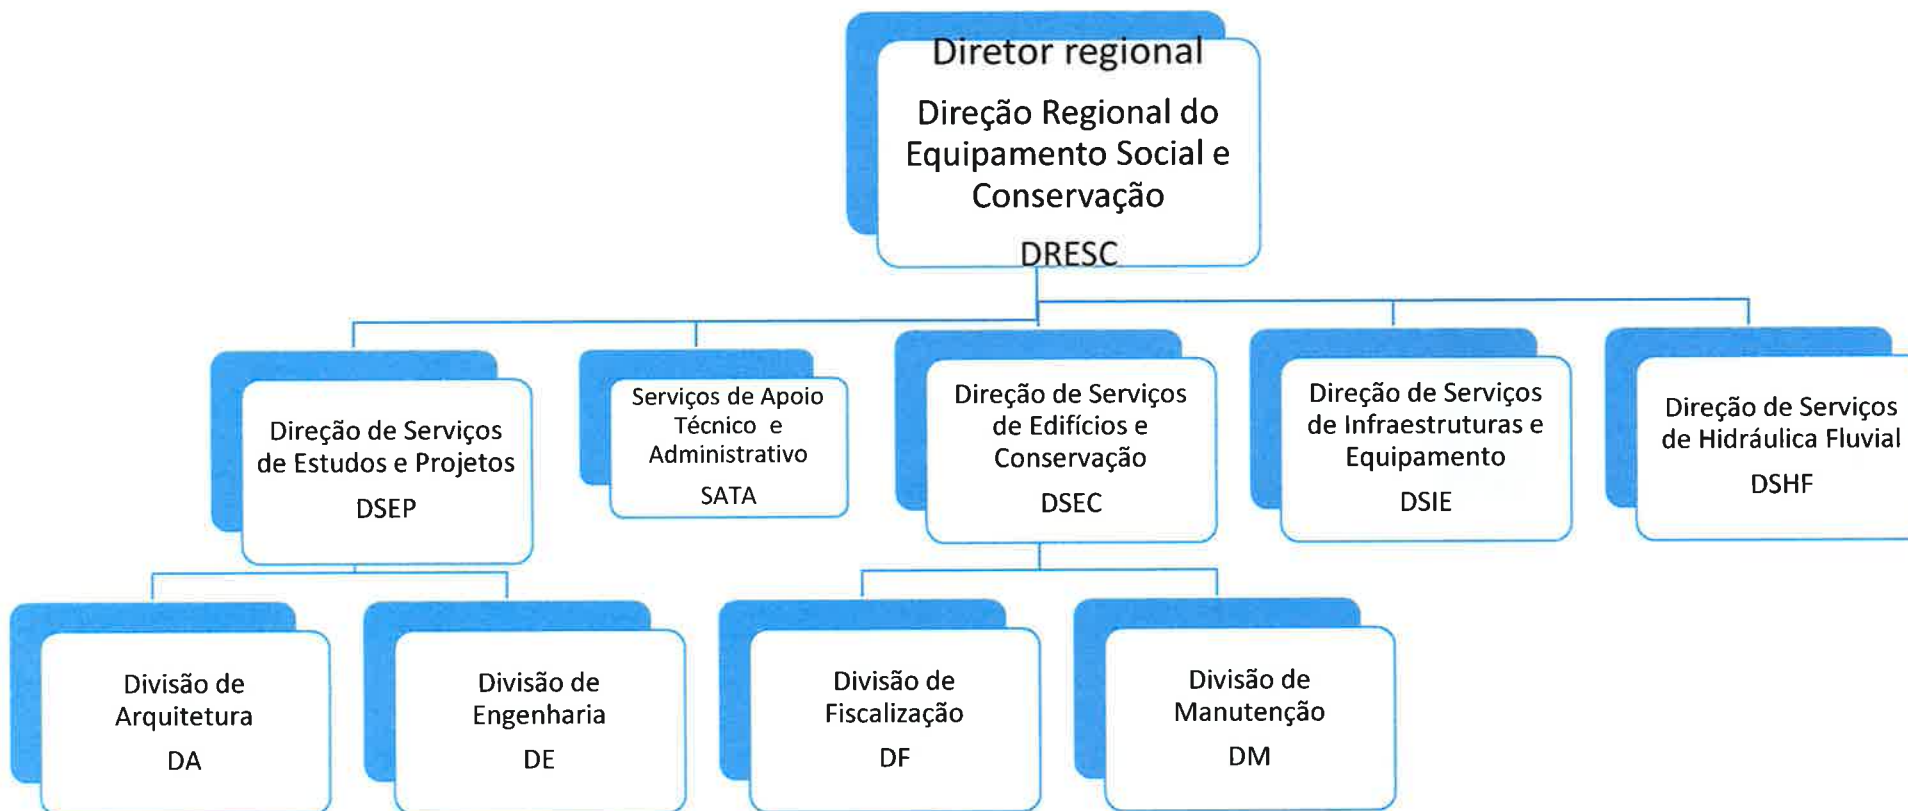 Diretor regional
Direção Regional do
Equipamento Social e
Conservação
DRESC
Direção de Serviços
de Estudos e Projetos
DSEP
Serviços de Apoio
Técnico e
Administrativo
SATA
Direção de Serviços
de Edifícios e
Conservação
DSEC
Direção de Serviços
de Infraestruturas e
Equipamento
DSIE
Direção de Serviços
de Hidráulica Fluvial
DSHF
Divisão de
Arquitetura
DA
Divisão de
Engenharia
DE
Divisão de
Fiscalização
DF
Divisão de
Manutenção
DM